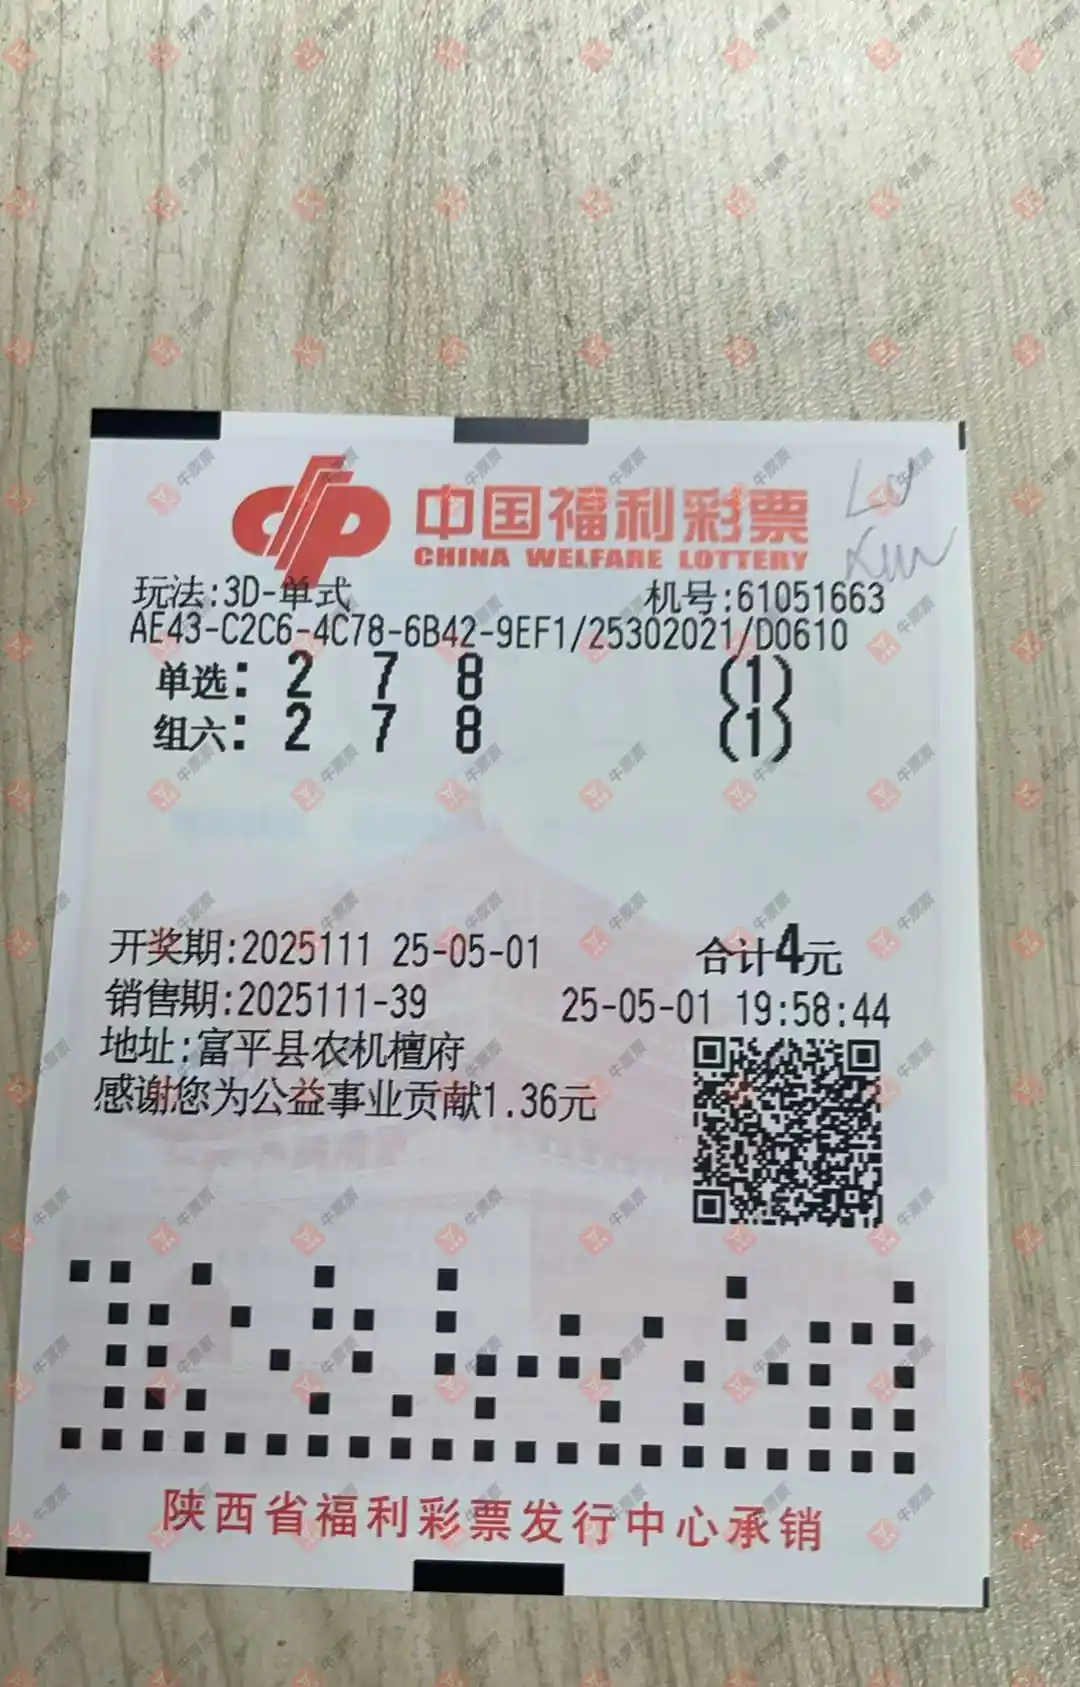 中国福利彩票
CHINA WELFARE LOTTERY
玩法:3D-单式 机号:61051663
AE43-C2C6-4C78-6B42-9EF1/25302021/D0610
单选: 2 7 8 (1)
组六: 2 7 8 (1)
开奖期:2025111 25-05-01 合计4元
销售期:2025111-39 25-05-01 19:58:44
地址:富平县农机檀府
感谢您为公益事业贡献1.36元
陕西省福利彩票发行中心承销
牛票票